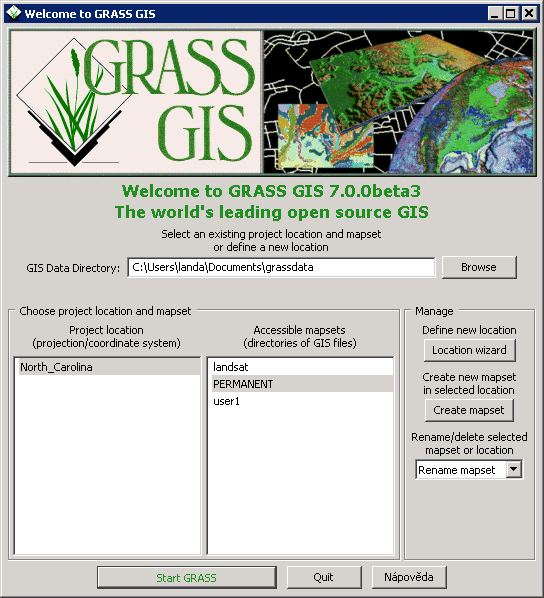 Welcome to GRASS GIS
GRASS
GIS
Welcome to GRASS GIS 7.0.0beta3
The world's leading open source GIS
Select an existing project location and mapset
or define a new location
GIS Data Directory: C:\Users\landa\Documents\grassdata Browse
Choose project location and mapset
Project location
(projection/coordinate system)
North_Carolina
Accessible mapsets
(directories of GIS files)
landsat
PERMANENT
user1
Manage
Define new location
Location wizard
Create new mapset
in selected location
Create mapset
Rename/delete selected
mapset or location
Rename mapset
Start GRASS Quit Nápověda